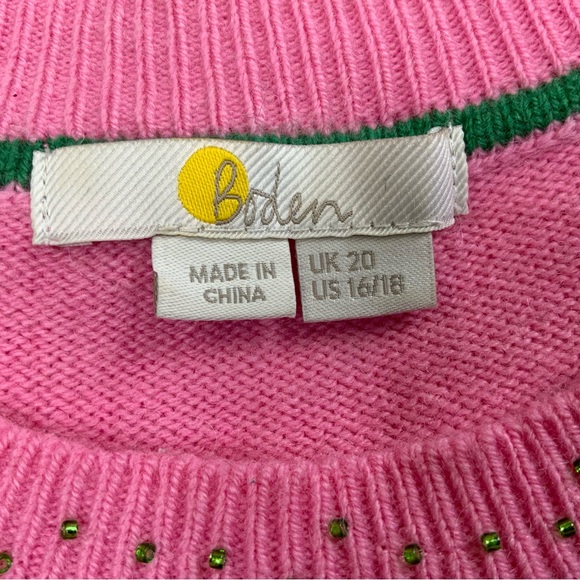 Boden
MADE IN
CHINA
UK 20
US 16/18